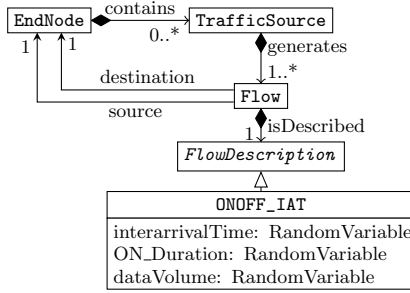 contains
EndNode
TrafficSource
0..*
1
1
generates
destination
1..*
Flow
source
isDescribed
1
FlowDescription
ONOFF_IAT
interarrivalTime: RandomVariable
ON_Duration: RandomVariable
dataVolume: RandomVariable